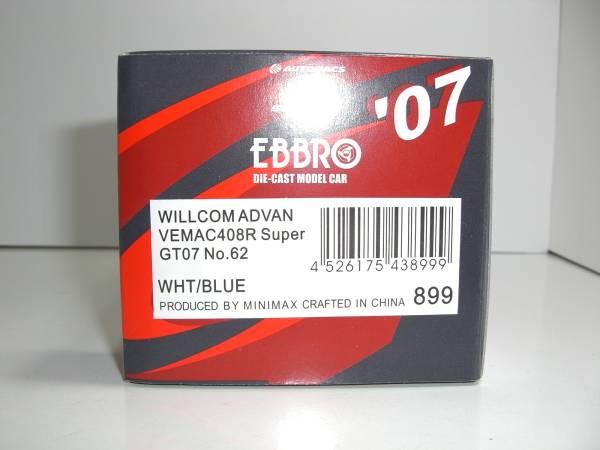 AUTOBACS
'07
EBBRO
DIE-CAST MODEL CAR
WILLCOM ADVAN
VEMAC408R Super
GT07 No.62
WHT/BLUE
4 526175 438999
PRODUCED BY MINIMAX CRAFTED IN CHINA 899